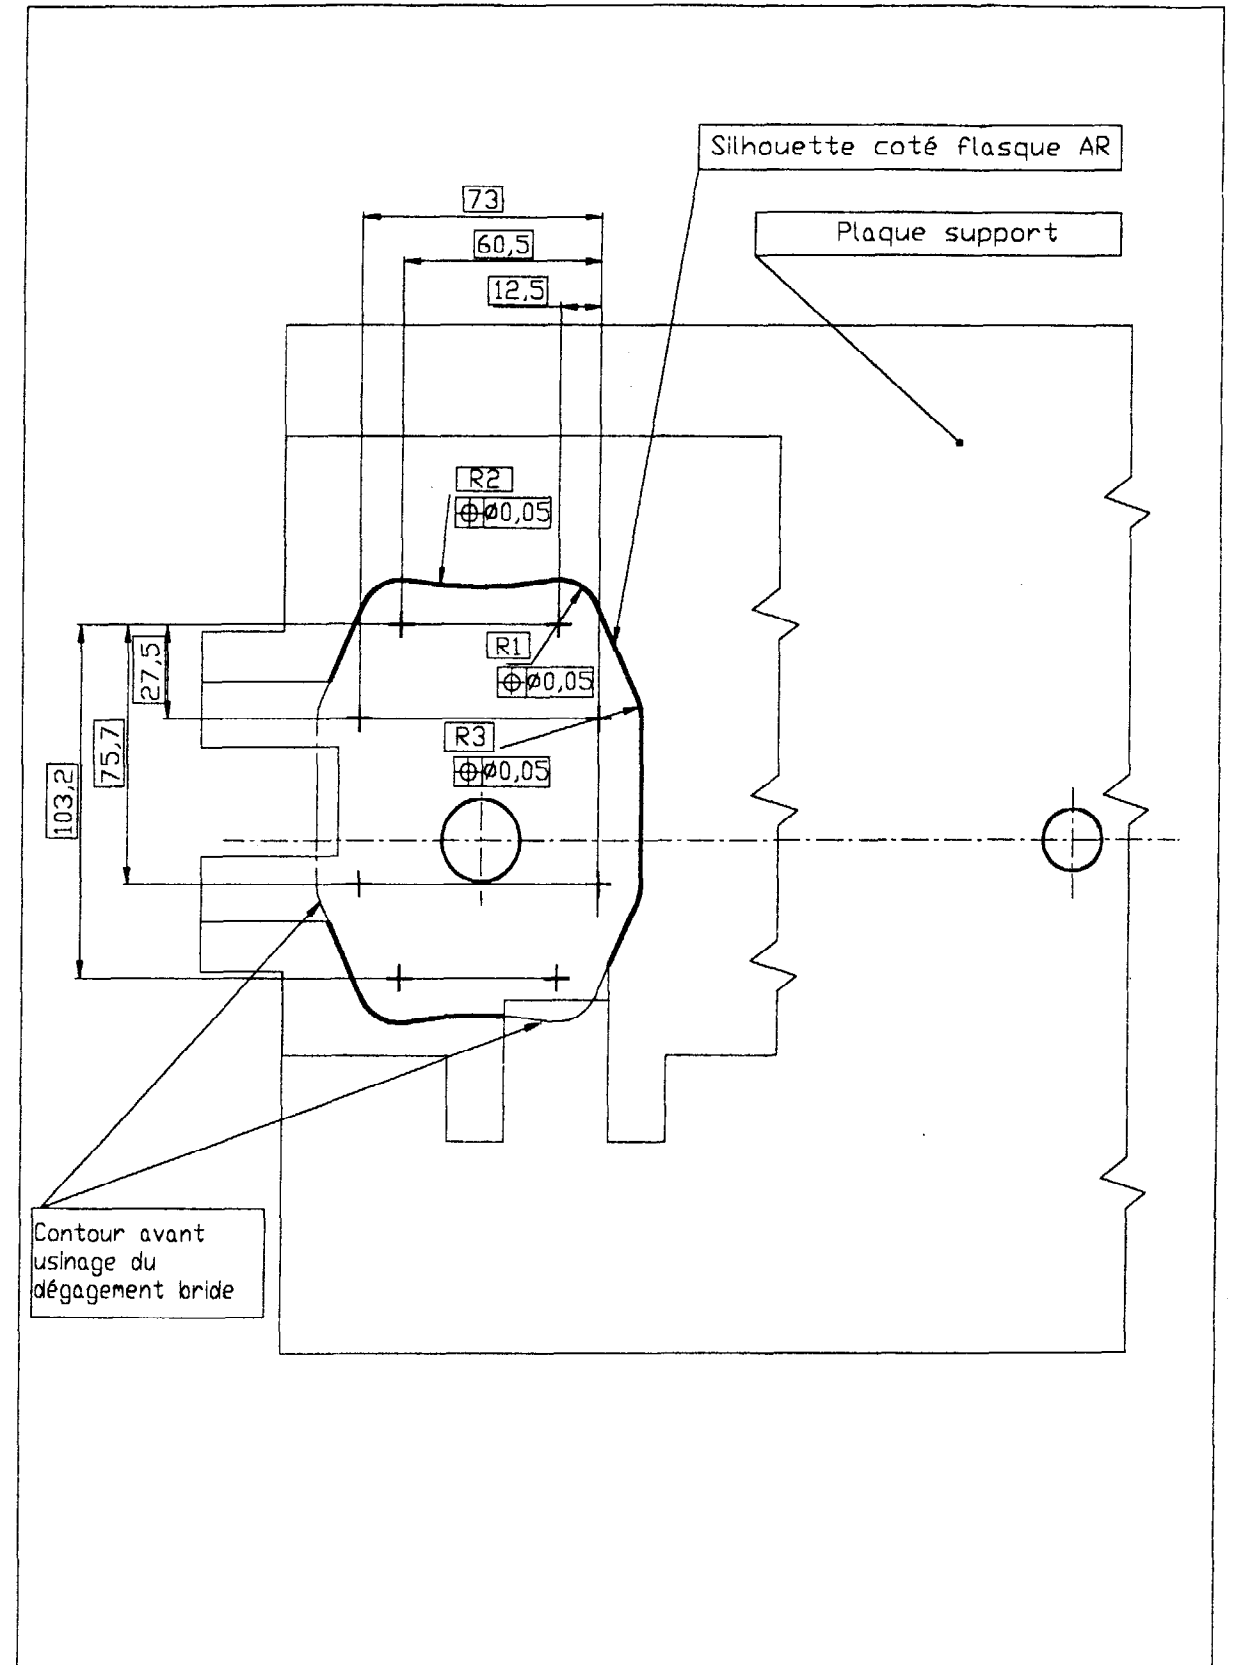 Silhouette coté flasque AR
73
Plaque support
60,5
12,5
R2
⌖ø0,05
R1
27,5
⌖ø0,05
R3
75,7
⌖ø0,05
103,2
Contour avant
usinage du
dégagement bride